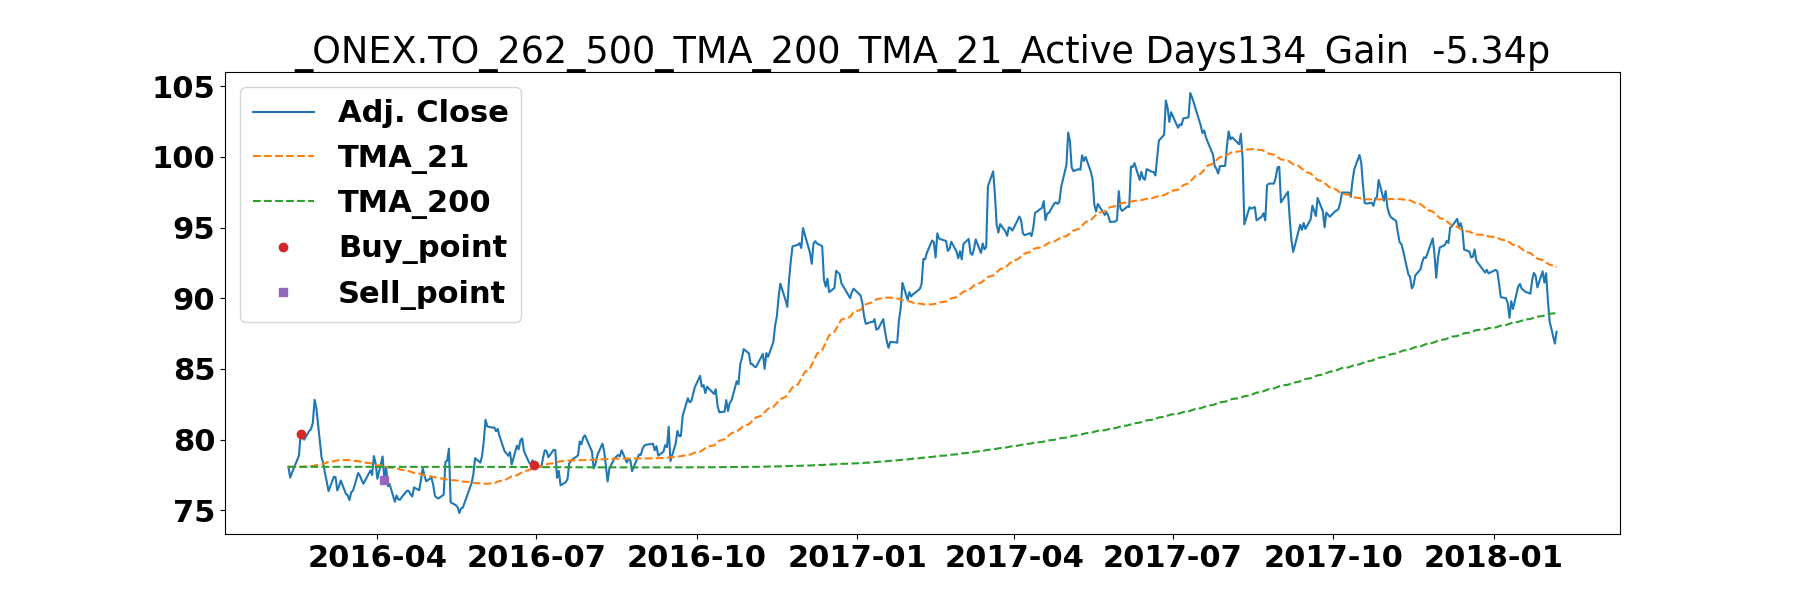 _ONEX.TO_262_500_TMA_200_TMA_21_Active Days134_Gain  -5.34p
105
100
95
90
85
80
75
Adj. Close
TMA_21
TMA_200
Buy_point
Sell_point
2016-04 2016-07 2016-10 2017-01 2017-04 2017-07 2017-10 2018-01